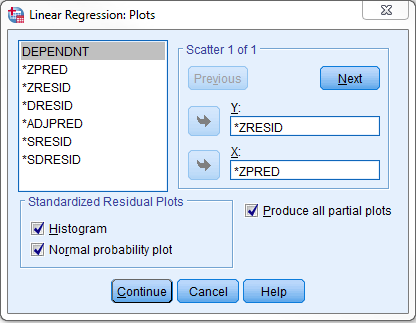 Linear Regression: Plots
DEPENDNT
*ZPRED
*ZRESID
*DRESID
*ADJPRED
*SRESID
*SDRESID
Scatter 1 of 1
Previous
Next
Y:
*ZRESID
X:
*ZPRED
Standardized Residual Plots
Histogram
Normal probability plot
Produce all partial plots
Continue
Cancel
Help